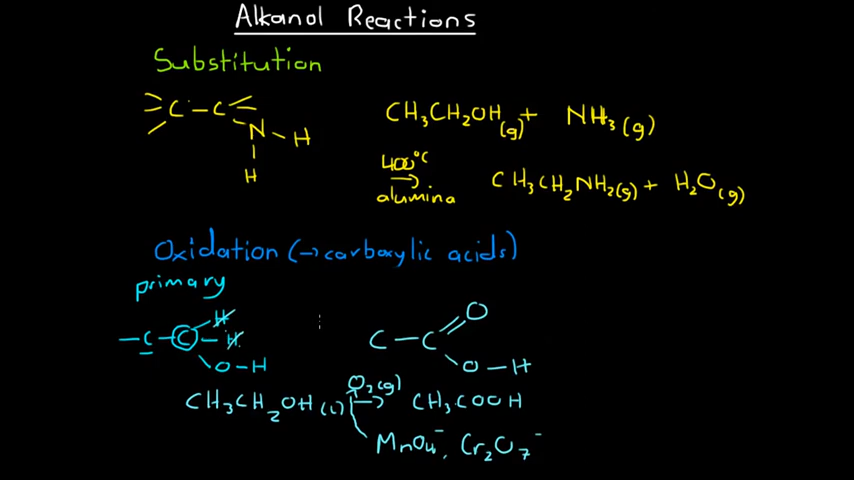 Alkanol Reactions
Substitution
C – C
N – H
H
CH₃CH₂OH(g) + NH₃(g)
400°C
→
alumina
CH₃CH₂NH₂(g) + H₂O(g)
Oxidation (→carboxylic acids)
primary
H
– C – C – H
O – H
O
C – C
O – H
O₂(g)
CH₃CH₂OH(l) → CH₃COOH
MnO₄⁻, Cr₂O₇⁻